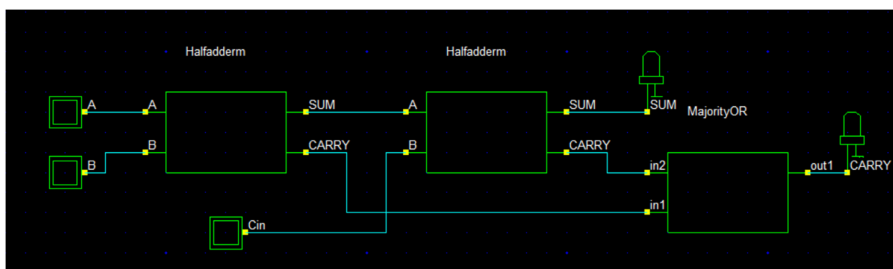 Halfadderm Halfadderm
A A SUM A SUM SUM MajorityOR
B B CARRY B CARRY in2 out1 CARRY
in1
Cin